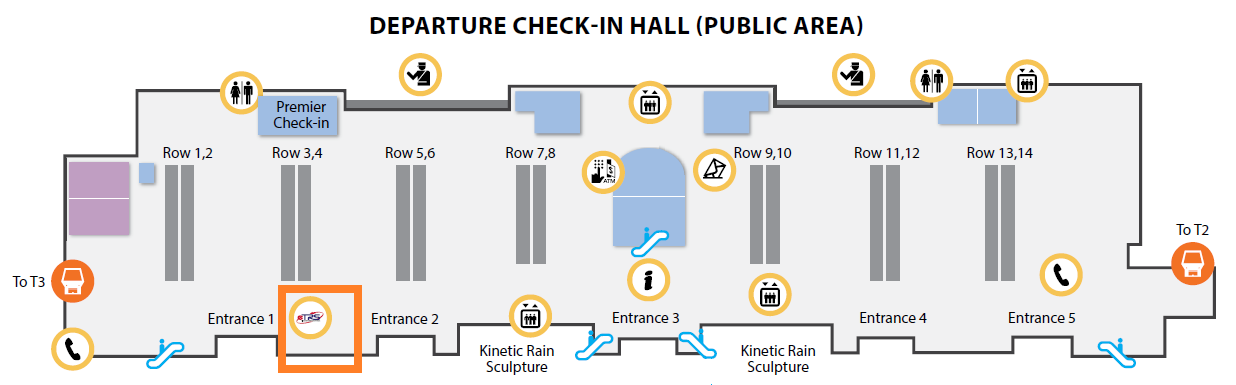 DEPARTURE CHECK-IN HALL (PUBLIC AREA)
Premier
Check-in
Row 1,2
Row 3,4
Row 5,6
Row 7,8
Row 9,10
Row 11,12
Row 13,14
ATM
To T3
To T2
Entrance 1
Entrance 2
Entrance 3
Entrance 4
Entrance 5
Kinetic Rain
Sculpture
Kinetic Rain
Sculpture